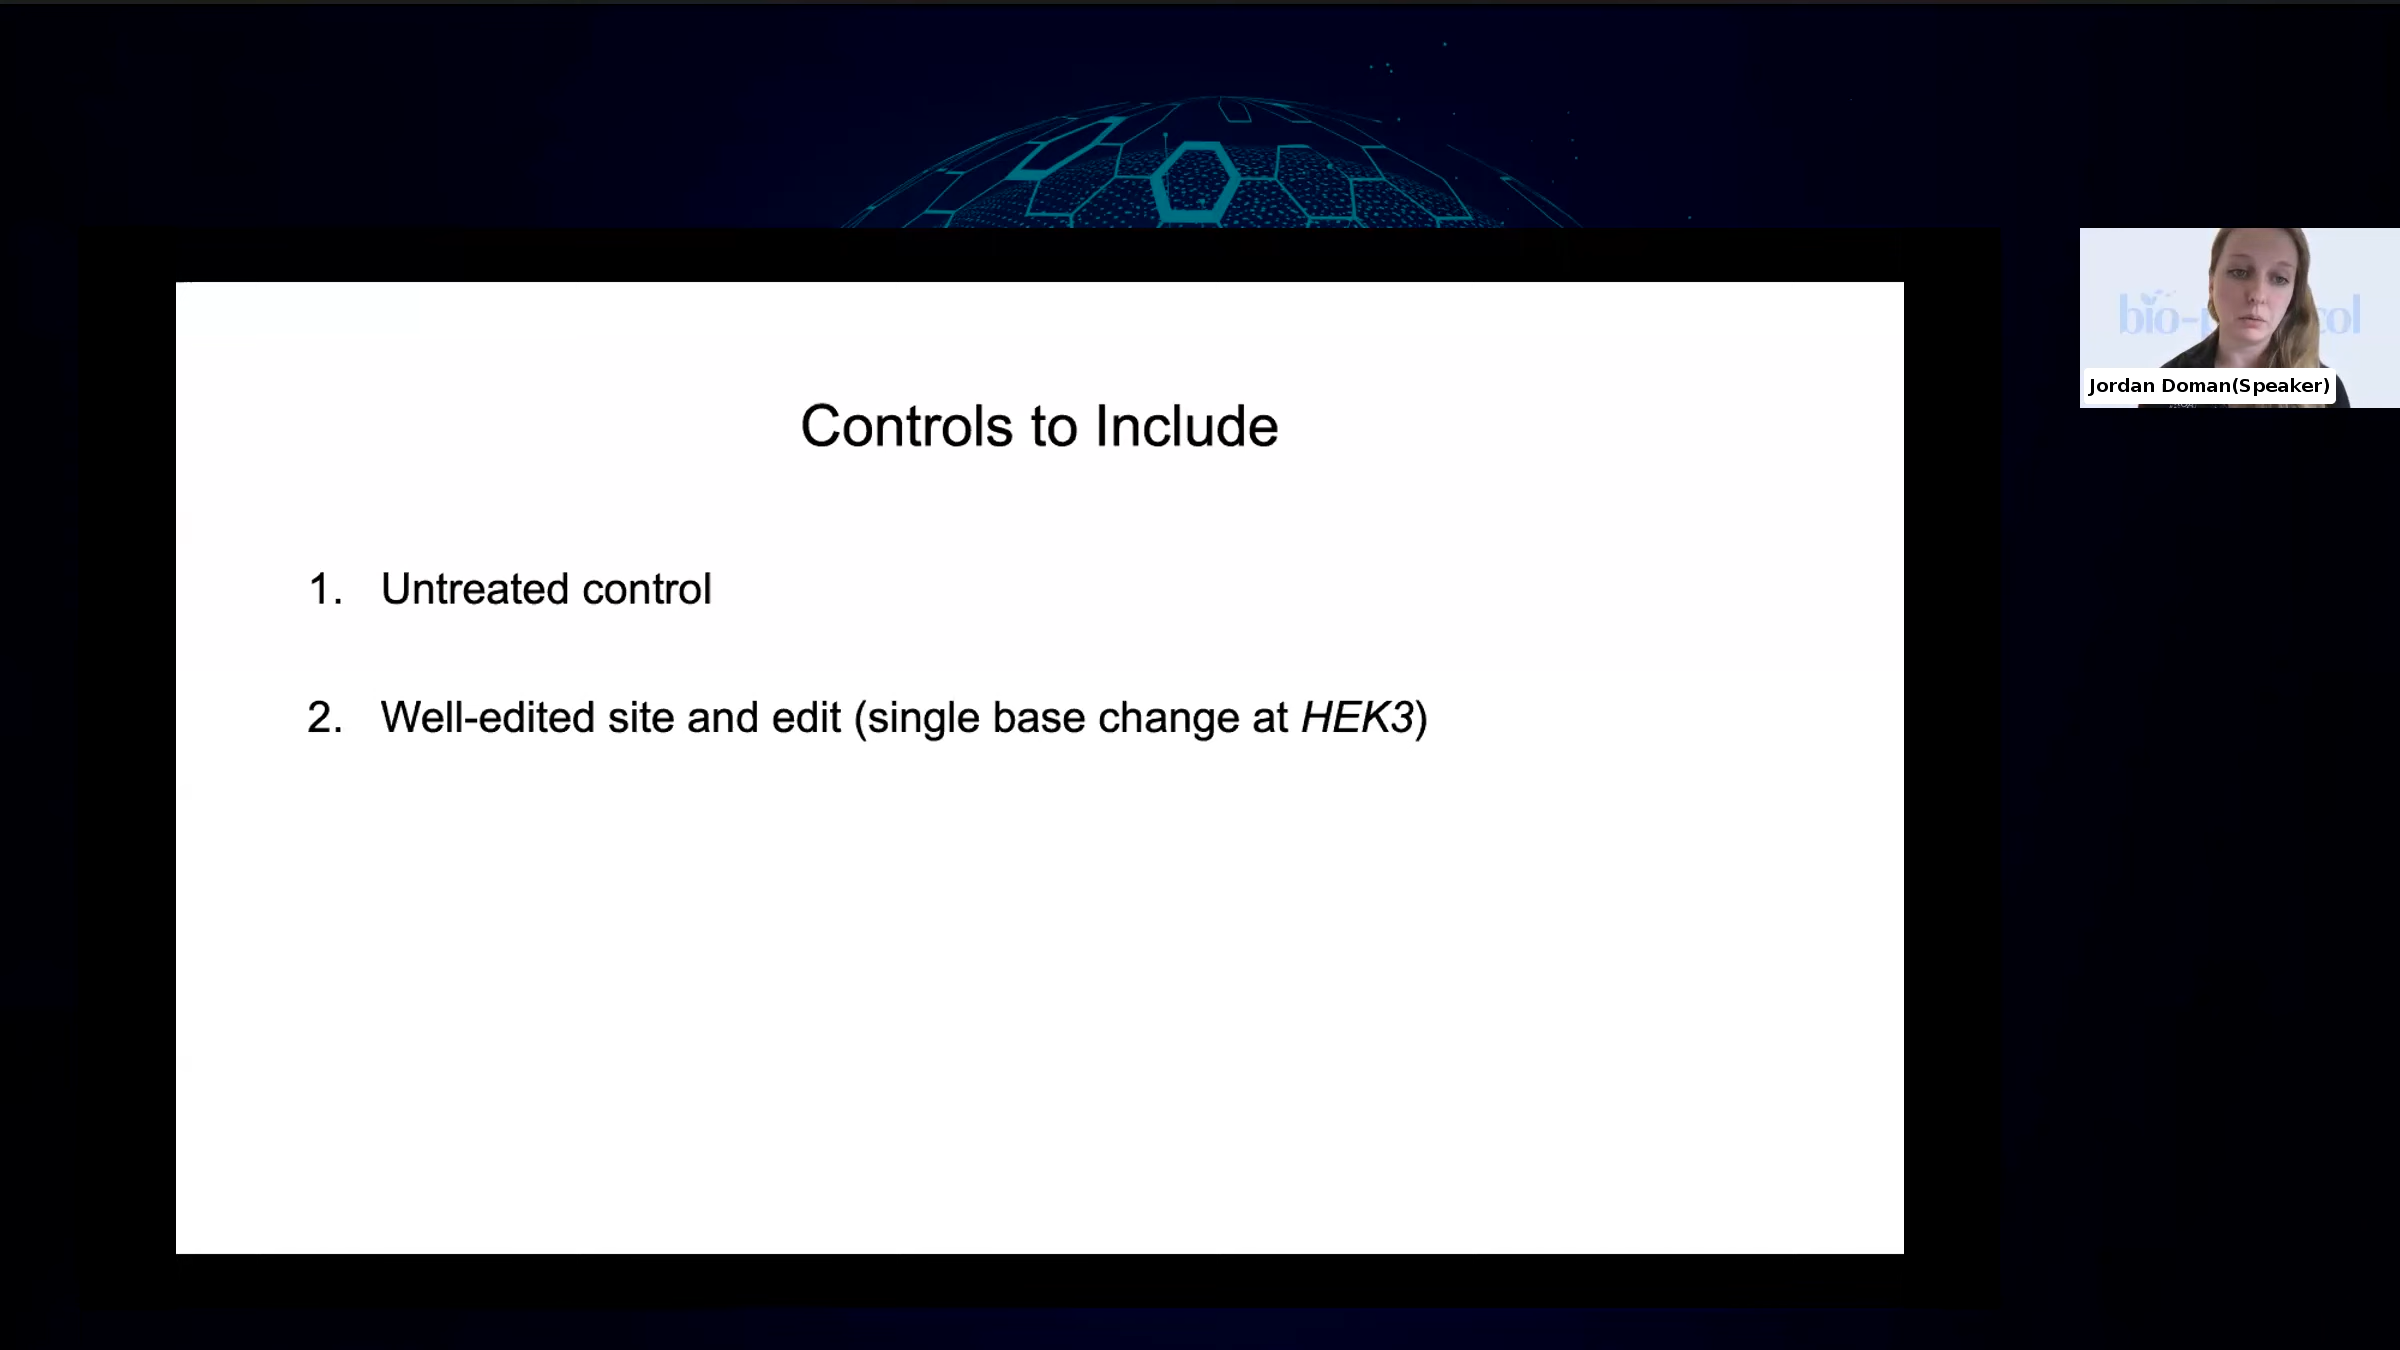 Controls to Include
1. Untreated control
2. Well-edited site and edit (single base change at HEK3)
Jordan Doman(Speaker)